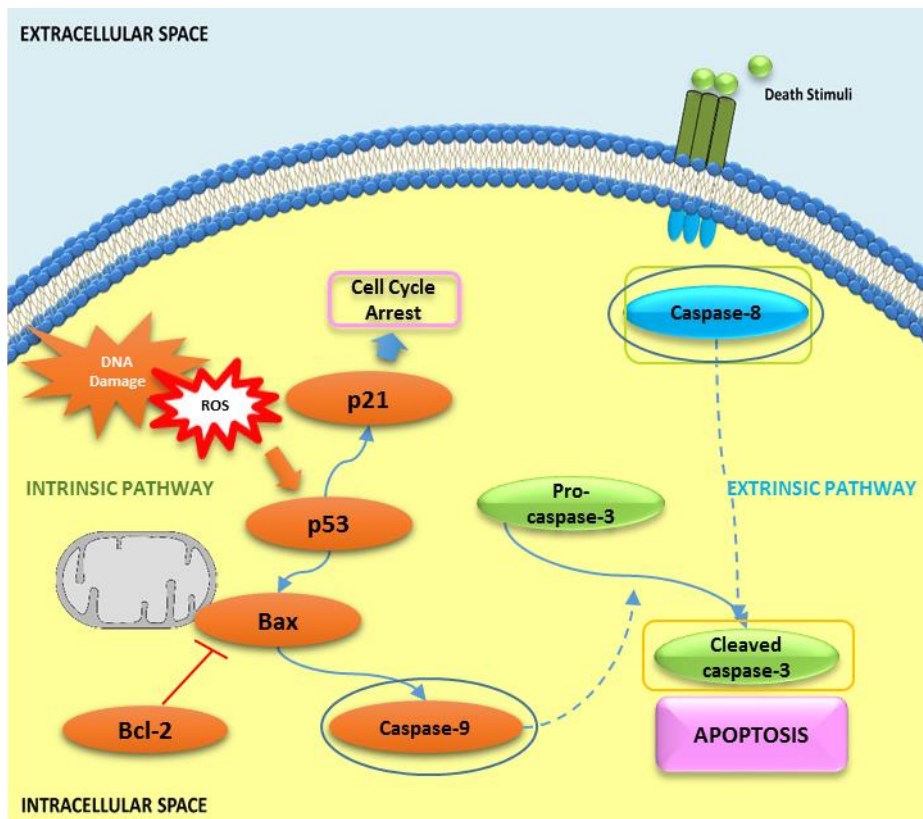 EXTRACELLULAR SPACE
Death Stimuli
Cell Cycle
Arrest
Caspase-8
DNA
Damage
ROS
p21
INTRINSIC PATHWAY
Pro-
caspase-3
EXTRINSIC PATHWAY
p53
Bax
Cleaved
caspase-3
Bcl-2
Caspase-9
APOPTOSIS
INTRACELLULAR SPACE